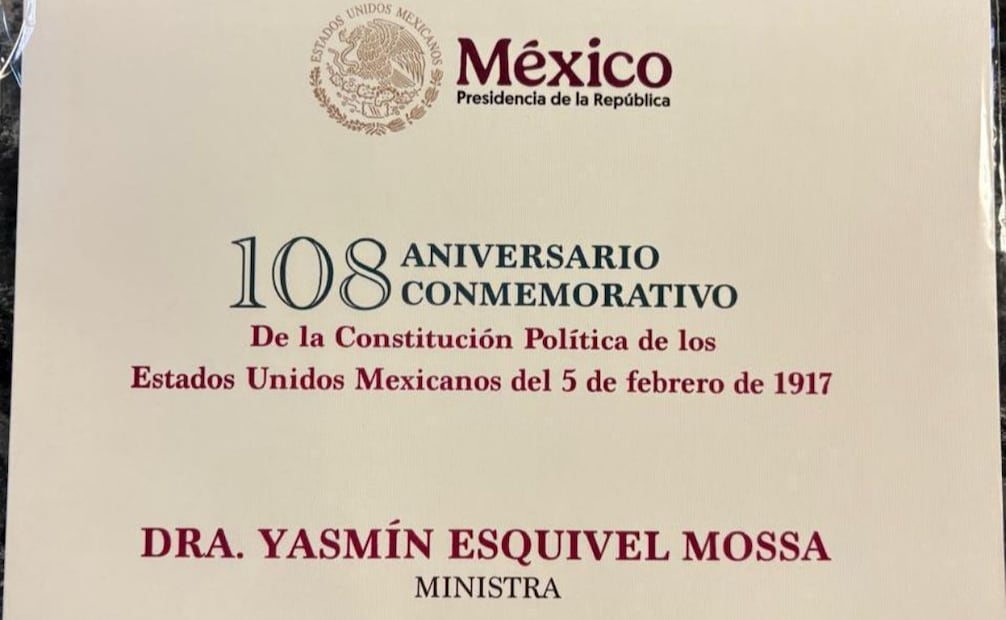 ESTADOS UNIDOS MEXICANOS
México
Presidencia de la República
108 ANIVERSARIO
CONMEMORATIVO
De la Constitución Política de los
Estados Unidos Mexicanos del 5 de febrero de 1917
DRA. YASMÍN ESQUIVEL MOSSA
MINISTRA